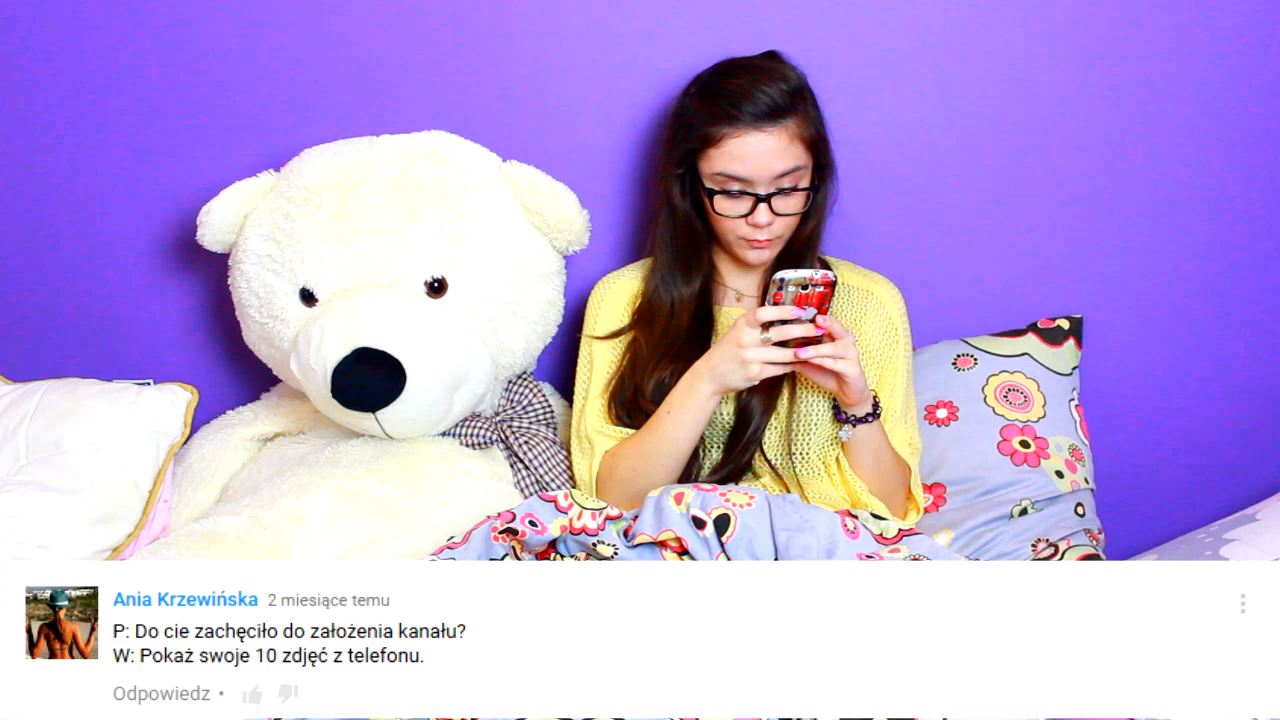 Ania Krzewińska 2 miesiące temu
P: Do cie zachęciło do założenia kanału?
W: Pokaż swoje 10 zdjęć z telefonu.
Odpowiedz •